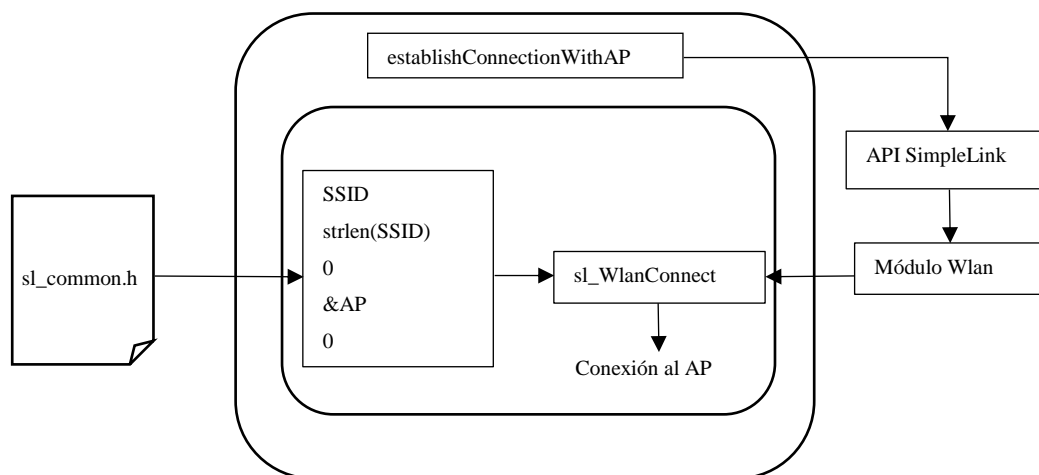 establishConnectionWithAP
API SimpleLink
SSID
strlen(SSID)
0
&AP
0
sl_common.h
sl_WlanConnect
Módulo Wlan
Conexión al AP